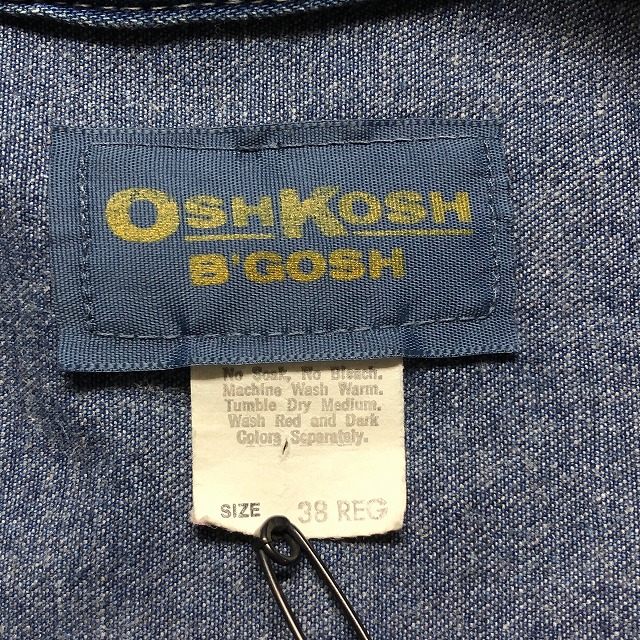 OSHKOSH
B'GOSH
No Soak, No Bleach.
Machine Wash Warm.
Tumble Dry Medium.
Wash Red and Dark
Colors Separately.
SIZE 38 REG